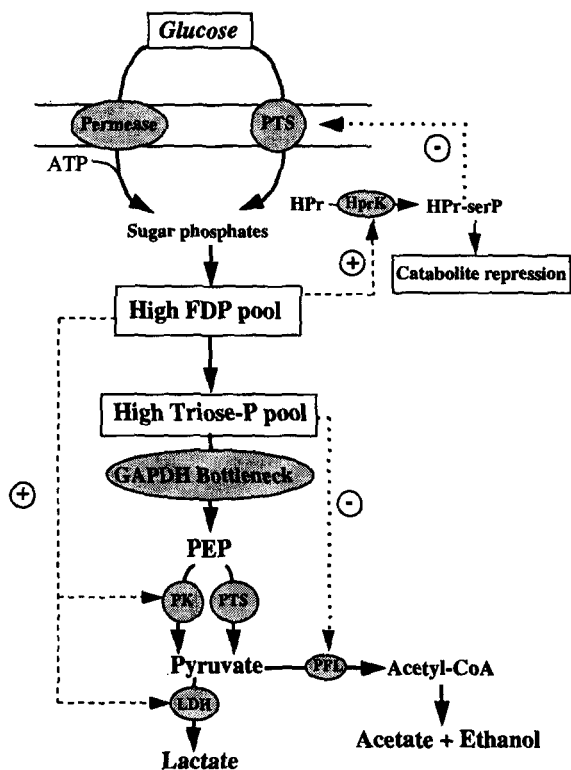 Glucose
Permease
PTS
-
ATP
HPr
HprK
HPr-serP
Sugar phosphates
+
Catabolite repression
High FDP pool
High Triose-P pool
GAPDH Bottleneck
+
-
PEP
PK
PTS
Pyruvate
PFL
Acetyl-CoA
LDH
Acetate + Ethanol
Lactate